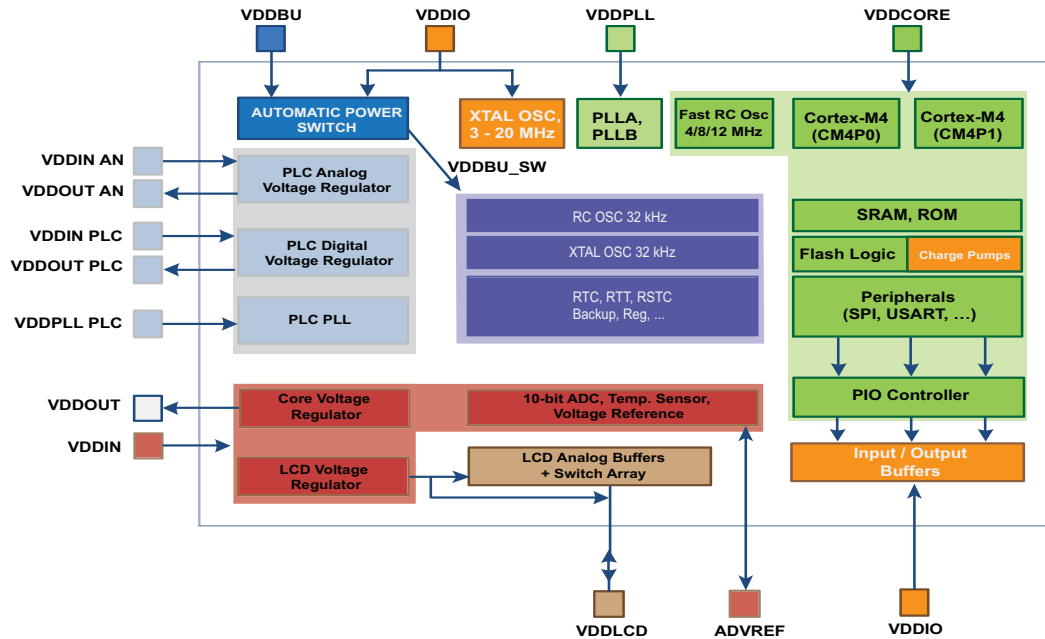 VDDBU
VDDIO
VDDPLL
VDDCORE
AUTOMATIC POWER
SWITCH
XTAL OSC,
3 - 20 MHz
PLLA,
PLLB
Fast RC Osc
4/8/12 MHz
Cortex-M4
(CM4P0)
Cortex-M4
(CM4P1)
VDDBU_SW
VDDIN AN
VDDOUT AN
PLC Analog
Voltage Regulator
VDDIN PLC
VDDOUT PLC
PLC Digital
Voltage Regulator
VDDPLL PLC
PLC PLL
RC OSC 32 kHz
XTAL OSC 32 kHz
RTC, RTT, RSTC
Backup, Reg, ...
SRAM, ROM
Flash Logic
Charge Pumps
Peripherals
(SPI, USART, …)
PIO Controller
Input / Output
Buffers
VDDOUT
VDDIN
Core Voltage
Regulator
10-bit ADC, Temp. Sensor,
Voltage Reference
LCD Voltage
Regulator
LCD Analog Buffers
+ Switch Array
VDDLCD
ADVREF
VDDIO